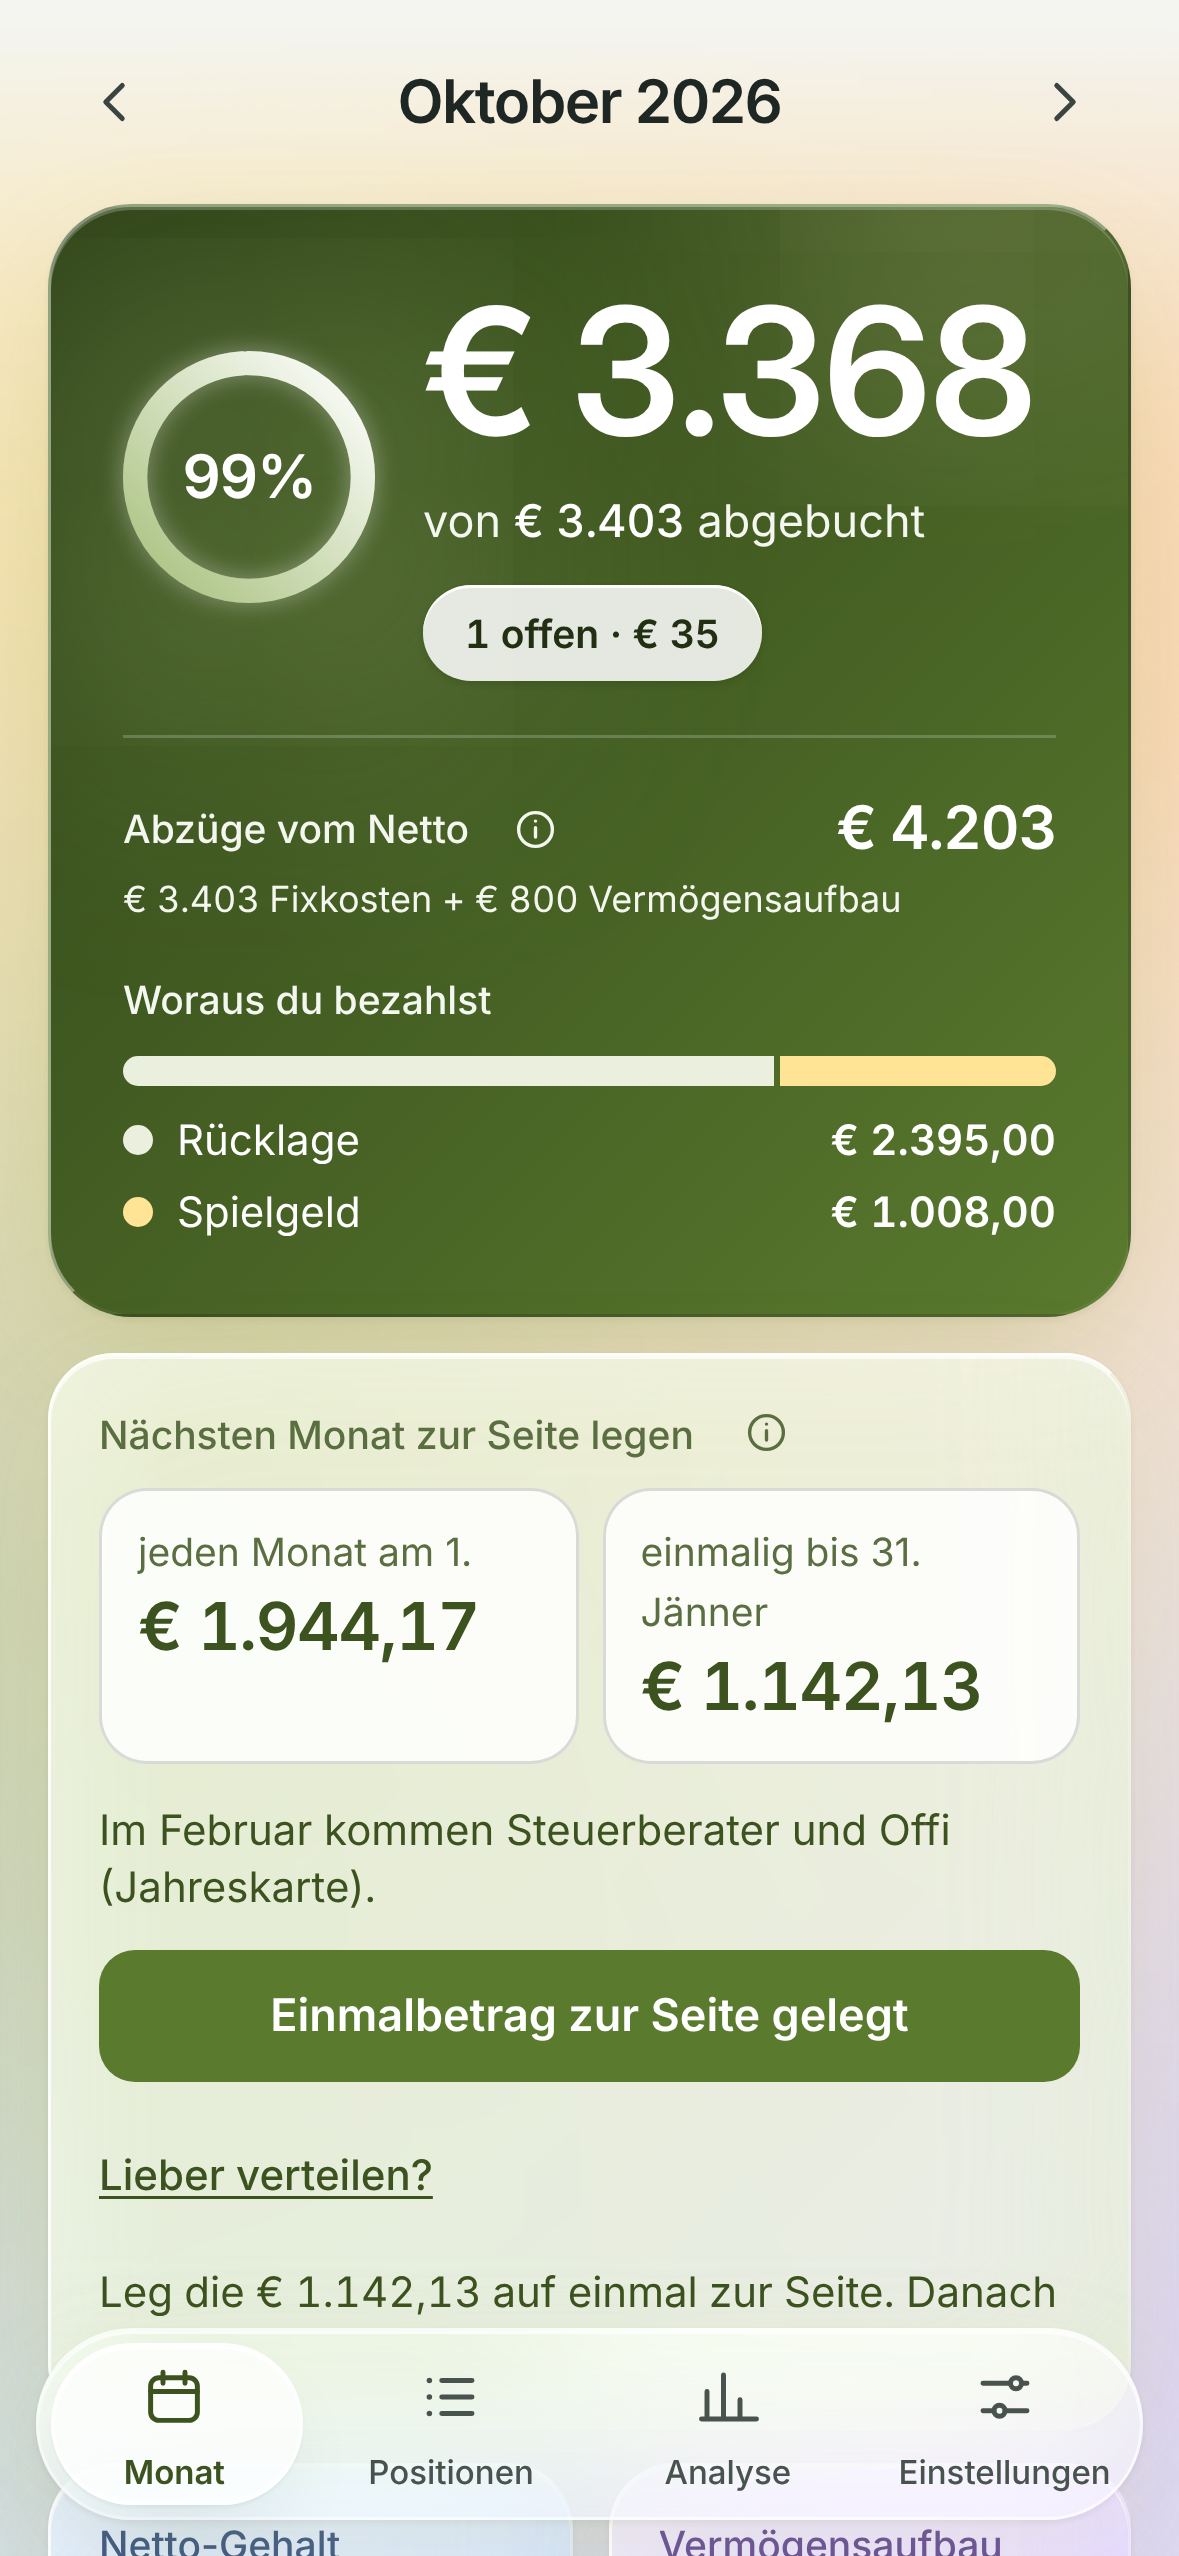 Oktober 2026
€ 3.368
99%
von € 3.403 abgebucht
1 offen · € 35
Abzüge vom Netto
€ 4.203
€ 3.403 Fixkosten + € 800 Vermögensaufbau
Woraus du bezahlst
Rücklage
€ 2.395,00
Spielgeld
€ 1.008,00
Nächsten Monat zur Seite legen
jeden Monat am 1.
€ 1.944,17
einmalig bis 31.
Jänner
€ 1.142,13
Im Februar kommen Steuerberater und Offi
(Jahreskarte).
Einmalbetrag zur Seite gelegt
Lieber verteilen?
Leg die € 1.142,13 auf einmal zur Seite. Danach
Monat
Positionen
Analyse
Einstellungen
Netto-Gehalt
Vermögensaufbau